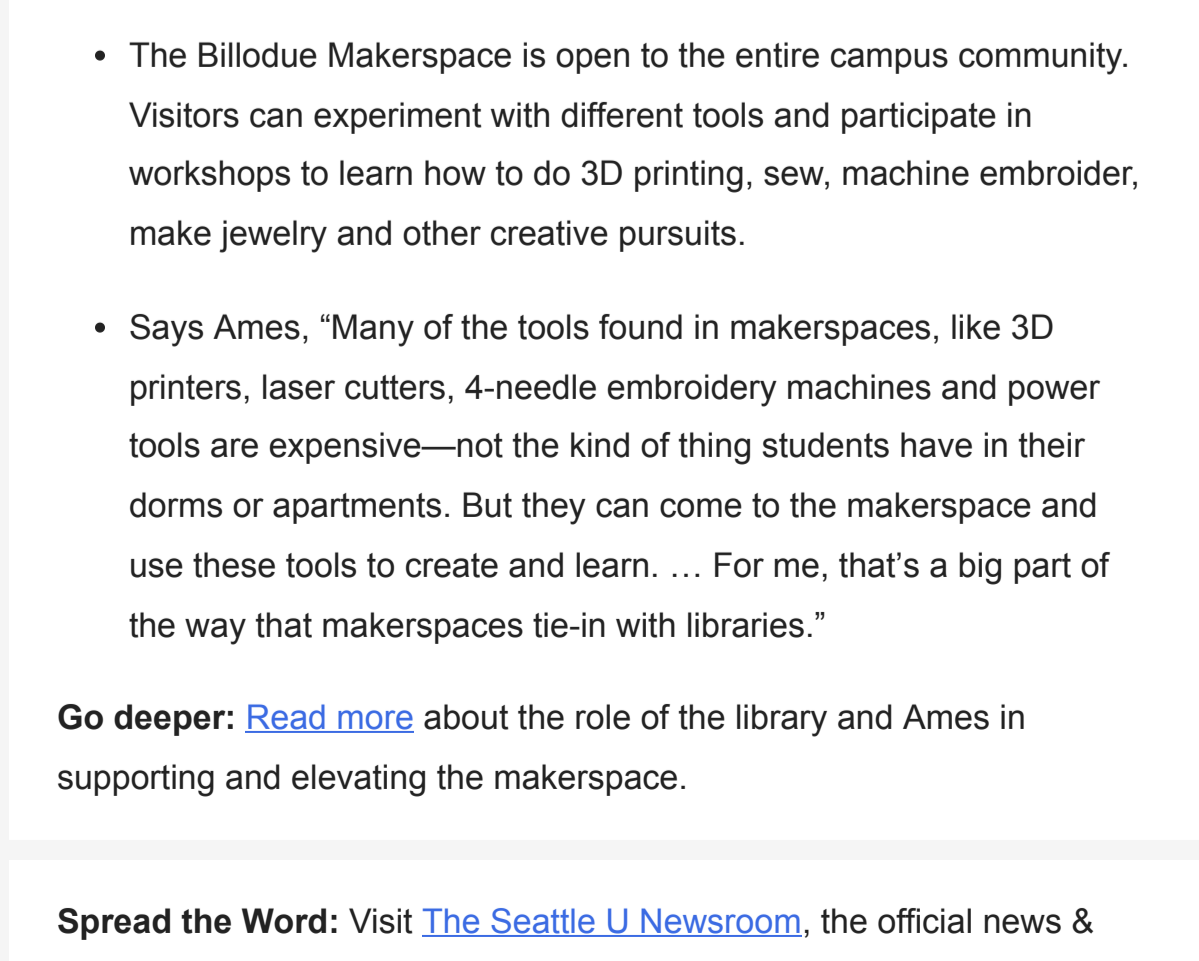 • The Billodue Makerspace is open to the entire campus community.
Visitors can experiment with different tools and participate in
workshops to learn how to do 3D printing, sew, machine embroider,
make jewelry and other creative pursuits.
• Says Ames, “Many of the tools found in makerspaces, like 3D
printers, laser cutters, 4-needle embroidery machines and power
tools are expensive—not the kind of thing students have in their
dorms or apartments. But they can come to the makerspace and
use these tools to create and learn. … For me, that’s a big part of
the way that makerspaces tie-in with libraries.”
Go deeper: Read more about the role of the library and Ames in
supporting and elevating the makerspace.
Spread the Word: Visit The Seattle U Newsroom, the official news &